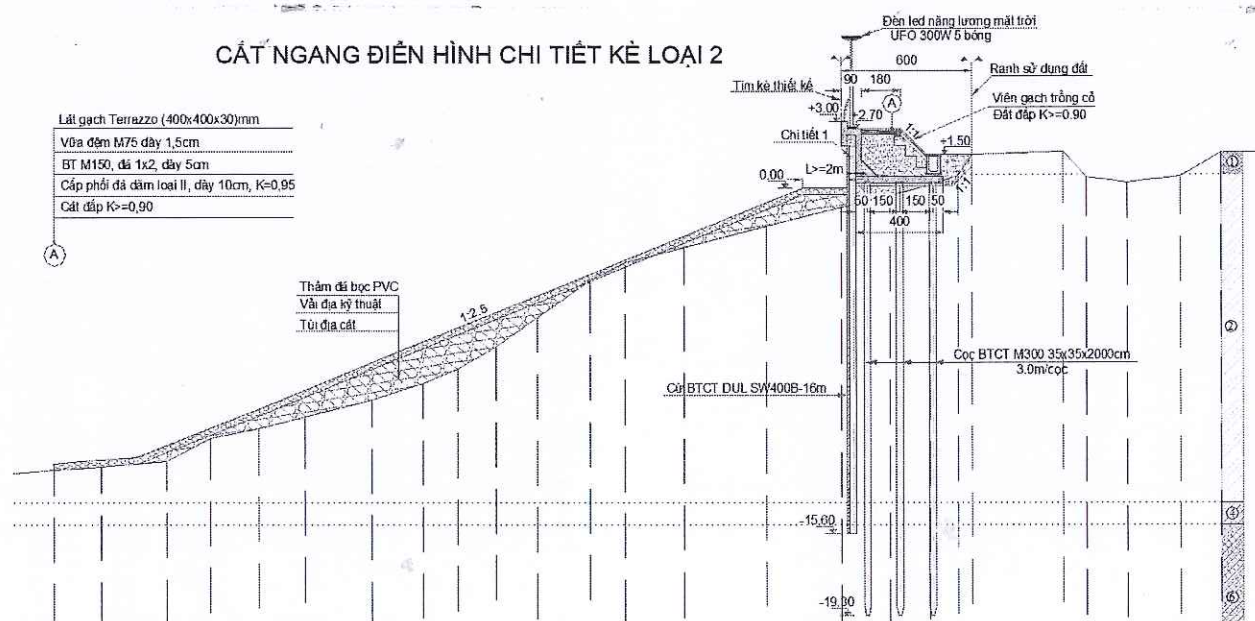 CẮT NGANG ĐIỂN HÌNH CHI TIẾT KÈ LOẠI 2
Đèn led năng lương mặt trời
UFO 300W 5 bóng
600
90 180
Ranh sử dụng đất
Tim kè thiết kế
A
Viên gạch trồng cỏ
Đất đắp K>=0.90
+3.00
+2.70
1:1
Chi tiết 1
+1.50
L>=2m
0,00
1:1
50 150 150 50
400
Lát gạch Terrazzo (400x400x30)mm
Vữa đệm M75 dày 1,5cm
BT M150, đá 1x2, dày 5cm
Cấp phối đá dăm loại II, dày 10cm, K=0,95
Cát đắp K>=0,90
A
Thảm đá bọc PVC
Vải địa kỹ thuật
Túi địa cát
1:2.5
Cọc BTCT M300 35x35x2000cm
3.0m/cọc
Cừ BTCT DUL SW400B-16m
-15,60
-19,30
1
2
4